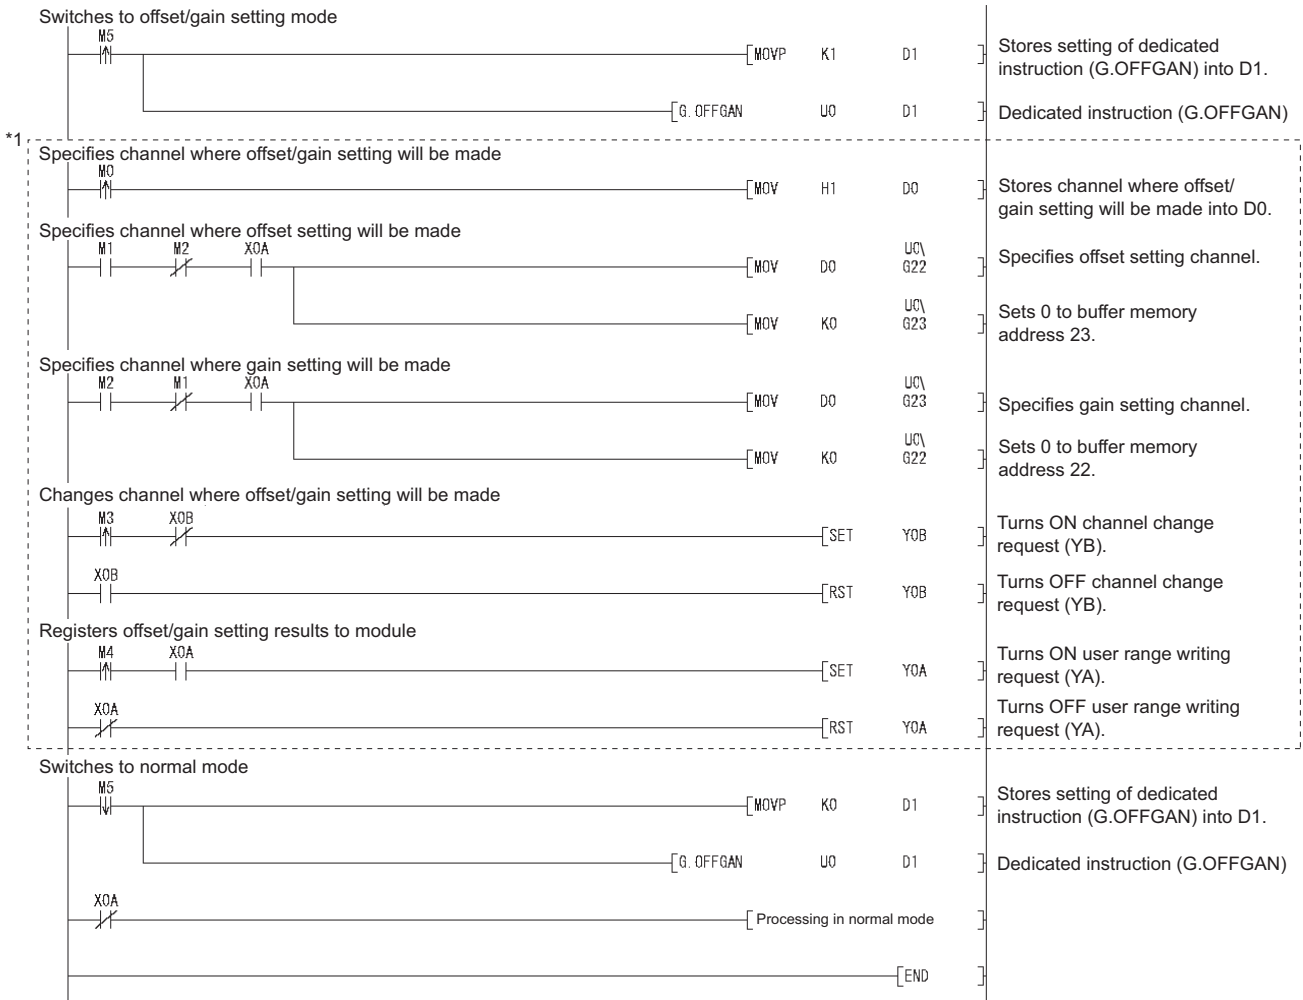 Switches to offset/gain setting mode
M5
MOVP K1 D1
Stores setting of dedicated
instruction (G.OFFGAN) into D1.
G.OFFGAN U0 D1
Dedicated instruction (G.OFFGAN)
*1
Specifies channel where offset/gain setting will be made
M0
MOV H1 D0
Stores channel where offset/
gain setting will be made into D0.
Specifies channel where offset setting will be made
M1 M2 X0A
MOV D0 U0\
G22
Specifies offset setting channel.
MOV K0 U0\
G23
Sets 0 to buffer memory
address 23.
Specifies channel where gain setting will be made
M2 M1 X0A
MOV D0 U0\
G23
Specifies gain setting channel.
MOV K0 U0\
G22
Sets 0 to buffer memory
address 22.
Changes channel where offset/gain setting will be made
M3 X0B
SET Y0B
Turns ON channel change
request (YB).
X0B
RST Y0B
Turns OFF channel change
request (YB).
Registers offset/gain setting results to module
M4 X0A
SET Y0A
Turns ON user range writing
request (YA).
X0A
RST Y0A
Turns OFF user range writing
request (YA).
Switches to normal mode
M5
MOVP K0 D1
Stores setting of dedicated
instruction (G.OFFGAN) into D1.
G.OFFGAN U0 D1
Dedicated instruction (G.OFFGAN)
X0A
Processing in normal mode
END